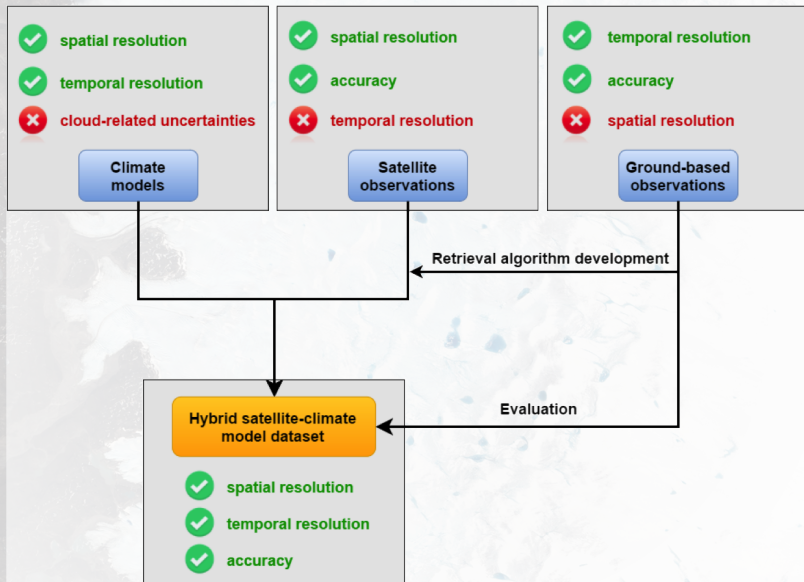 spatial resolution
temporal resolution
cloud-related uncertainties
Climate
models
spatial resolution
accuracy
temporal resolution
Satellite
observations
temporal resolution
accuracy
spatial resolution
Ground-based
observations
Retrieval algorithm development
Evaluation
Hybrid satellite-climate
model dataset
spatial resolution
temporal resolution
accuracy